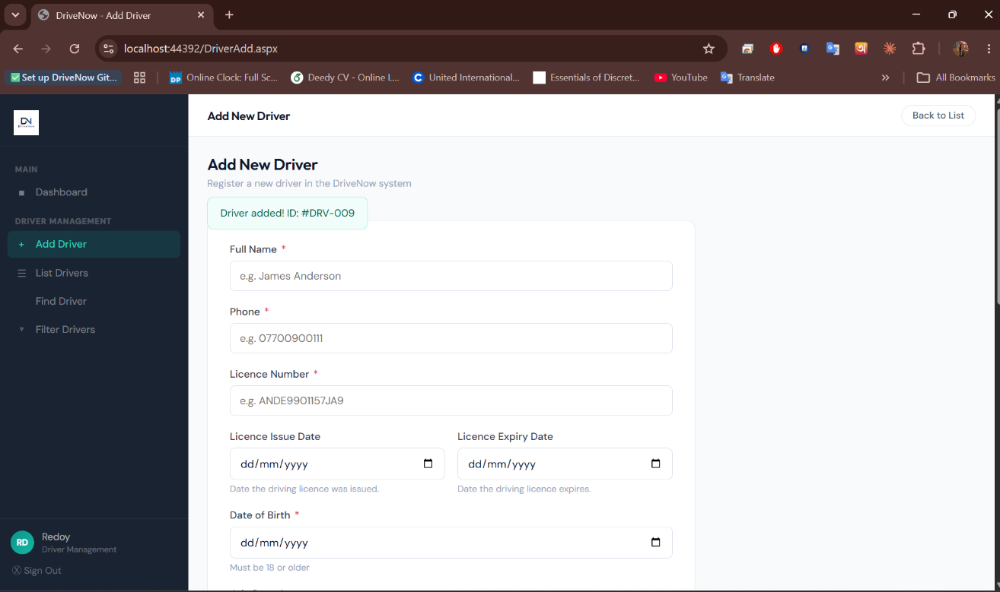 DriveNow - Add Driver
localhost:44392/DriverAdd.aspx
Set up DriveNow Git...
Online Clock: Full Sc...
Deedy CV - Online L...
United International...
Essentials of Discret...
YouTube
Translate
All Bookmarks
DN
DriveNow
Add New Driver
Back to List
MAIN
Dashboard
DRIVER MANAGEMENT
+ Add Driver
List Drivers
Find Driver
Filter Drivers
Add New Driver
Register a new driver in the DriveNow system
Driver added! ID: #DRV-009
Full Name *
e.g. James Anderson
Phone *
e.g. 07700900111
Licence Number *
e.g. ANDE9901157JA9
Licence Issue Date
Licence Expiry Date
dd/mm/yyyy
dd/mm/yyyy
Date the driving licence was issued.
Date the driving licence expires.
Date of Birth *
dd/mm/yyyy
Must be 18 or older
RD
Redoy
Driver Management
Ⓧ Sign Out